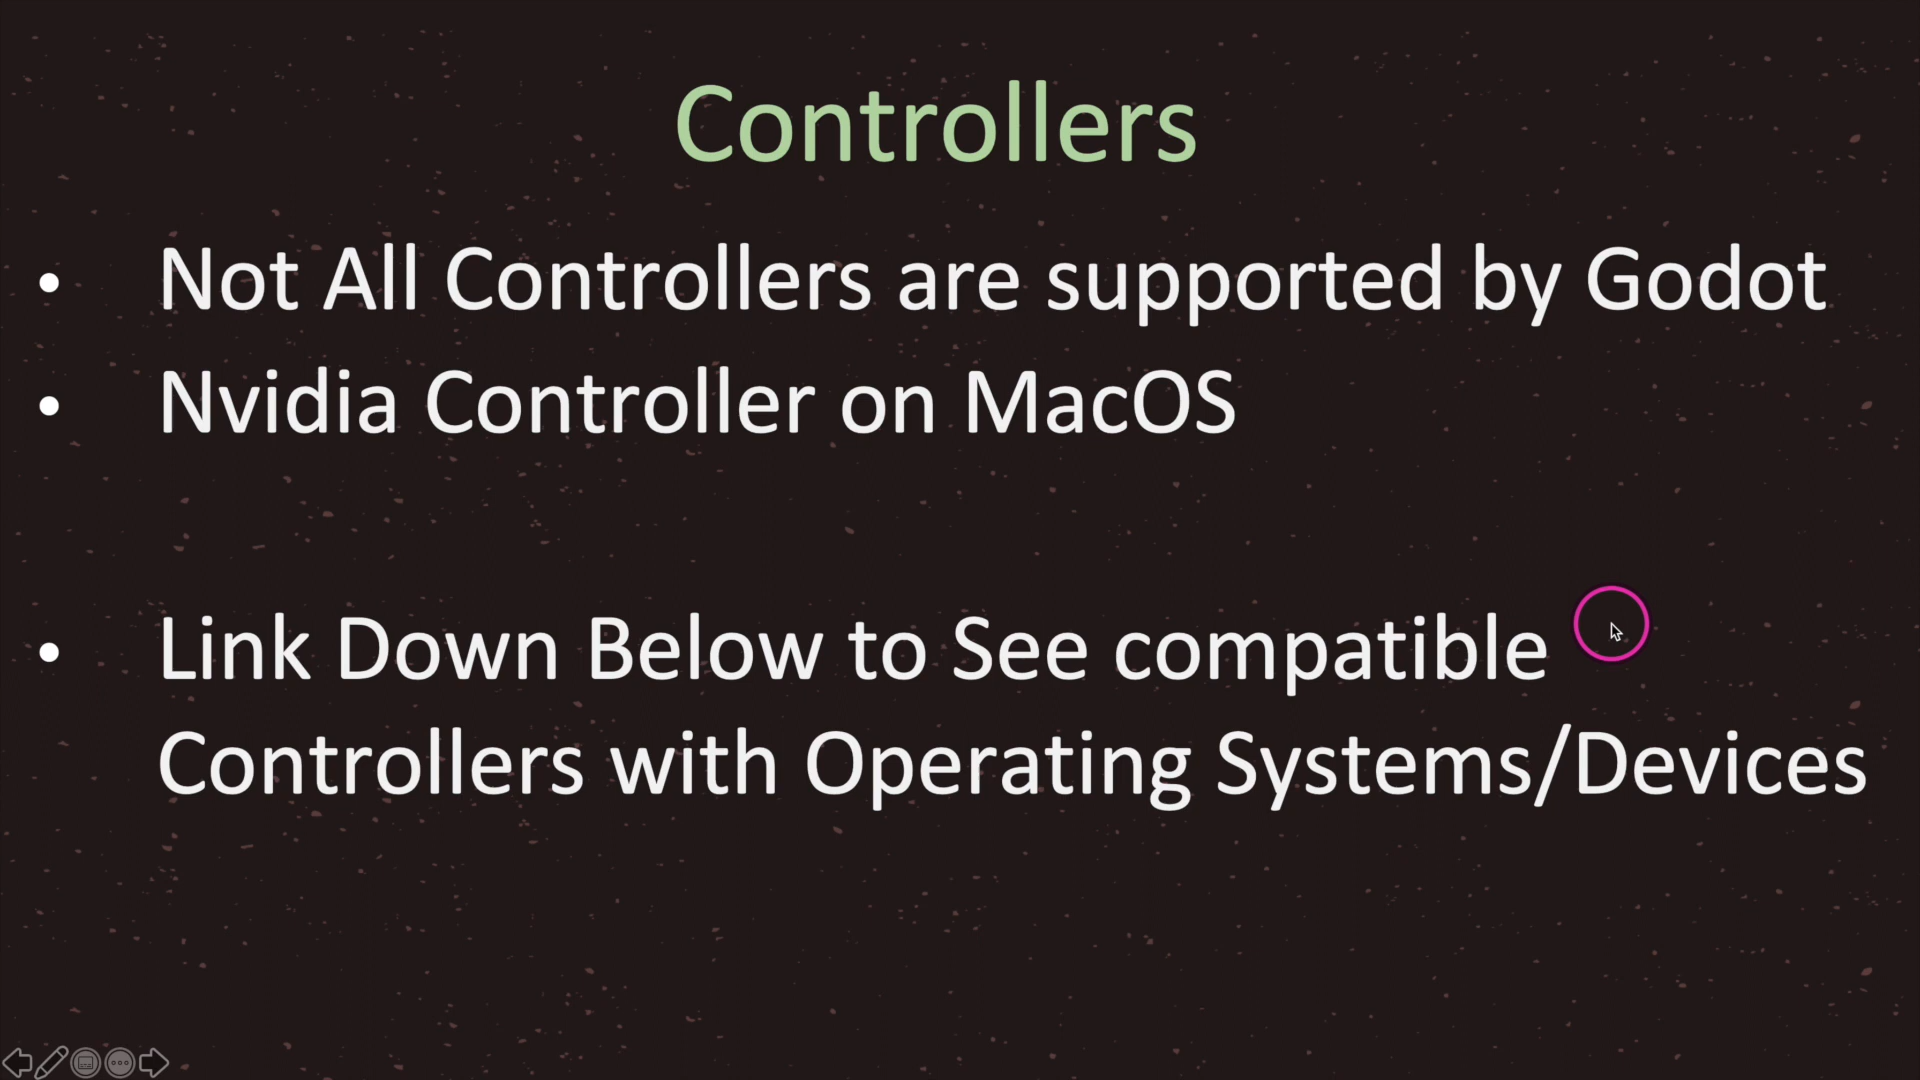 Controllers
• Not All Controllers are supported by Godot
• Nvidia Controller on MacOS
• Link Down Below to See compatible
Controllers with Operating Systems/Devices